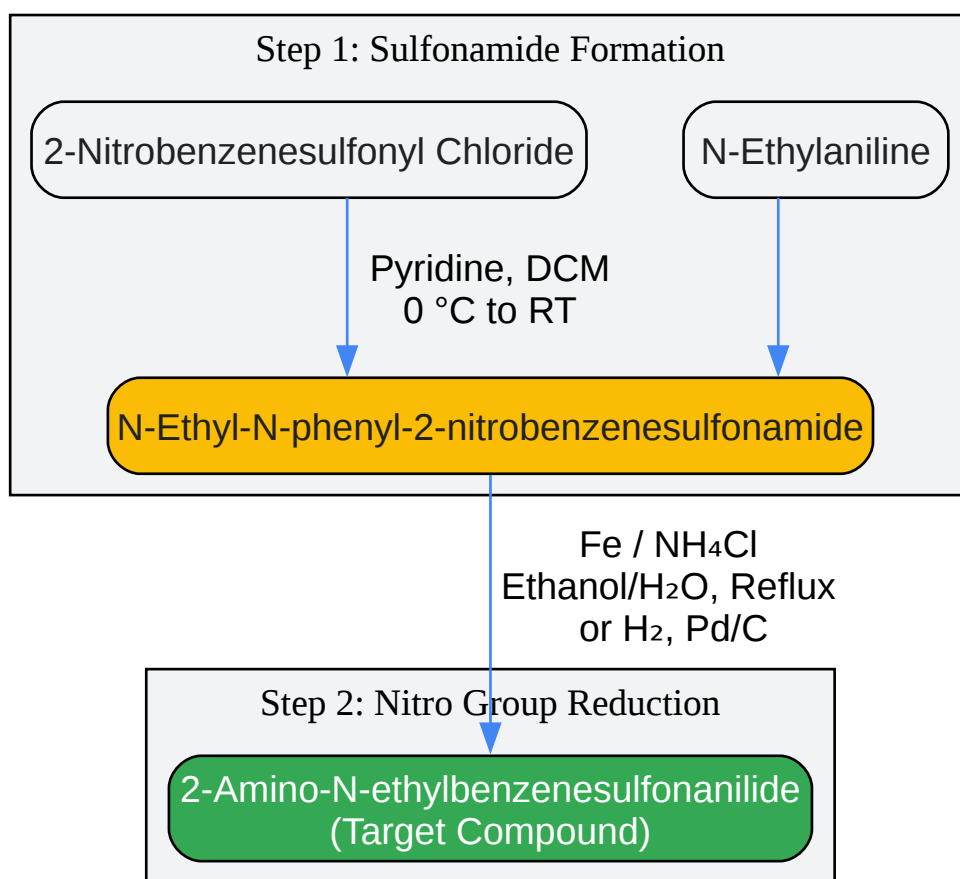 Step 1: Sulfonamide Formation
2-Nitrobenzenesulfonyl Chloride
N-Ethylaniline
Pyridine, DCM
0 °C to RT
N-Ethyl-N-phenyl-2-nitrobenzenesulfonamide
Fe / NH₄Cl
Ethanol/H₂O, Reflux
or H₂, Pd/C
Step 2: Nitro Group Reduction
2-Amino-N-ethylbenzenesulfonanilide
(Target Compound)